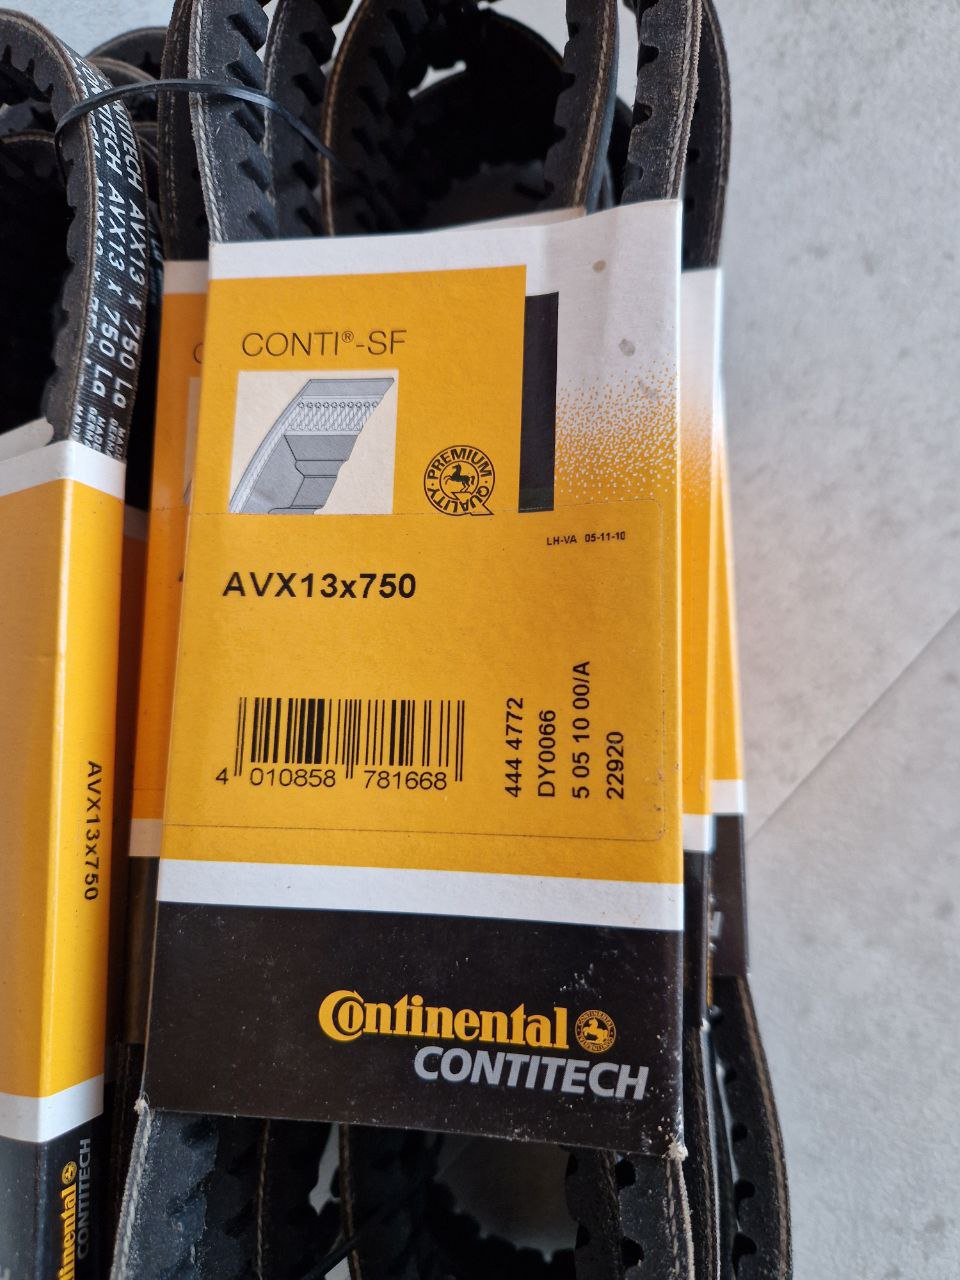 CONTITECH AVX13 x 750 La
CONTITECH AVX13 x 750 La
CONTI®-SF
PREMIUM
QUALITY
LH-VA 05-11-10
AVX13x750
4 010858 781668
444 4772
DY0066
5 05 10 00/A
22920
Continental
CONTITECH
AVX13x750
Continental
CONTITECH